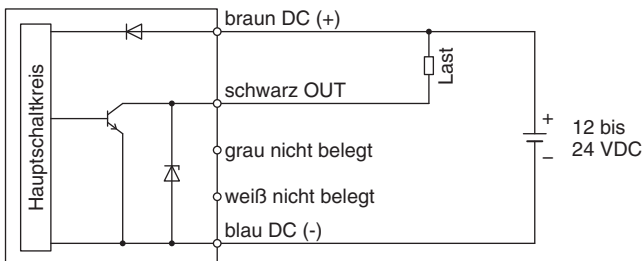 braun DC (+)
Hauptschaltkreis
Last
schwarz OUT
+
12 bis
24 VDC
–
grau nicht belegt
weiß nicht belegt
blau DC (-)